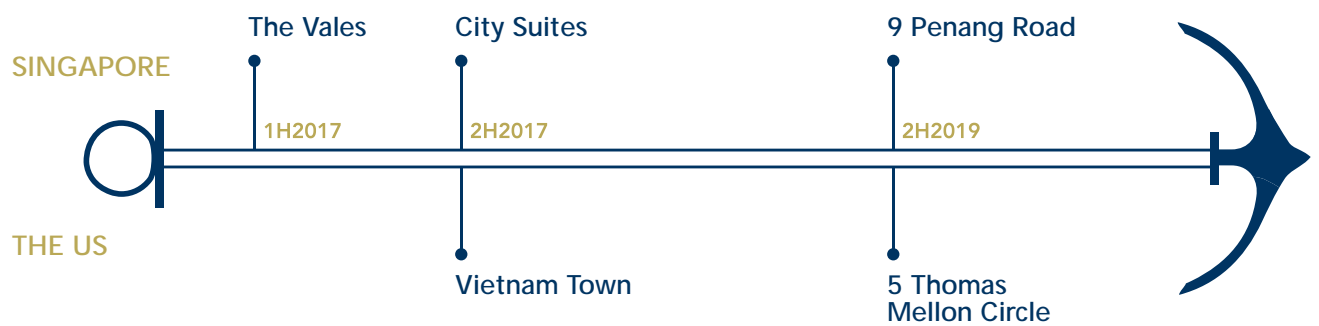 The Vales
City Suites
9 Penang Road
SINGAPORE
1H2017
2H2017
2H2019
THE US
Vietnam Town
5 Thomas
Mellon Circle